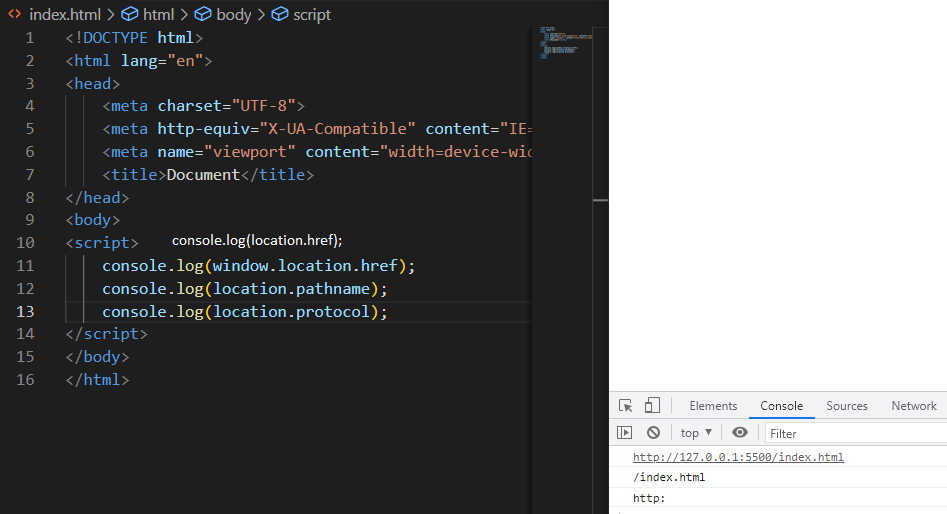 index.html > html > body > script
1 <!DOCTYPE html>
2 <html lang="en">
3 <head>
4 <meta charset="UTF-8">
5 <meta http-equiv="X-UA-Compatible" content="IE=
6 <meta name="viewport" content="width=device-wid
7 <title>Document</title>
8 </head>
9 <body>
10 <script> console.log(location.href);
11 console.log(window.location.href);
12 console.log(location.pathname);
13 console.log(location.protocol);
14 </script>
15 </body>
16 </html>
Elements Console Sources Network
top ▼ Filter
http://127.0.0.1:5500/index.html
/index.html
http: